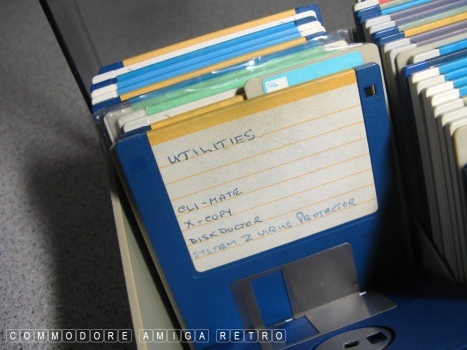 UTILITIES
CLI-MATE
X-COPY
DISKDOCTOR
SYSTEM Z VIRUS PROTECTOR
COMMODORE AMIGA RETRO